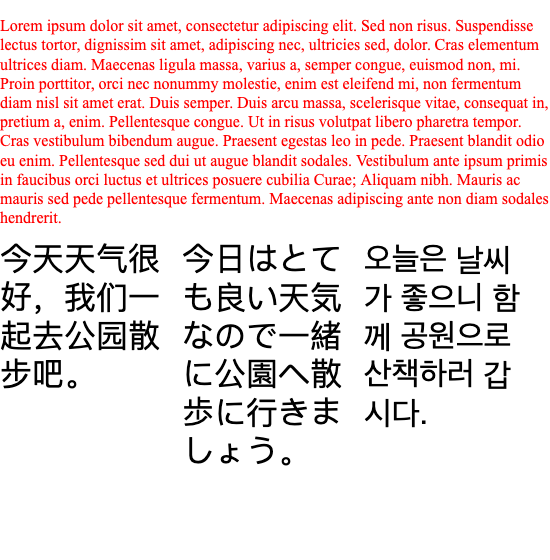 Lorem ipsum dolor sit amet, consectetur adipiscing elit. Sed non risus. Suspendisse
lectus tortor, dignissim sit amet, adipiscing nec, ultricies sed, dolor. Cras elementum
ultrices diam. Maecenas ligula massa, varius a, semper congue, euismod non, mi.
Proin porttitor, orci nec nonummy molestie, enim est eleifend mi, non fermentum
diam nisl sit amet erat. Duis semper. Duis arcu massa, scelerisque vitae, consequat in,
pretium a, enim. Pellentesque congue. Ut in risus volutpat libero pharetra tempor.
Cras vestibulum bibendum augue. Praesent egestas leo in pede. Praesent blandit odio
eu enim. Pellentesque sed dui ut augue blandit sodales. Vestibulum ante ipsum primis
in faucibus orci luctus et ultrices posuere cubilia Curae; Aliquam nibh. Mauris ac
mauris sed pede pellentesque fermentum. Maecenas adipiscing ante non diam sodales
hendrerit.
今天天气很
好，我们一
起去公园散
步吧。
今日はとて
も良い天気
なので一緒
に公園へ散
歩に行きま
しょう。
오늘은 날씨
가 좋으니 함
께 공원으로
산책하러 갑
시다.